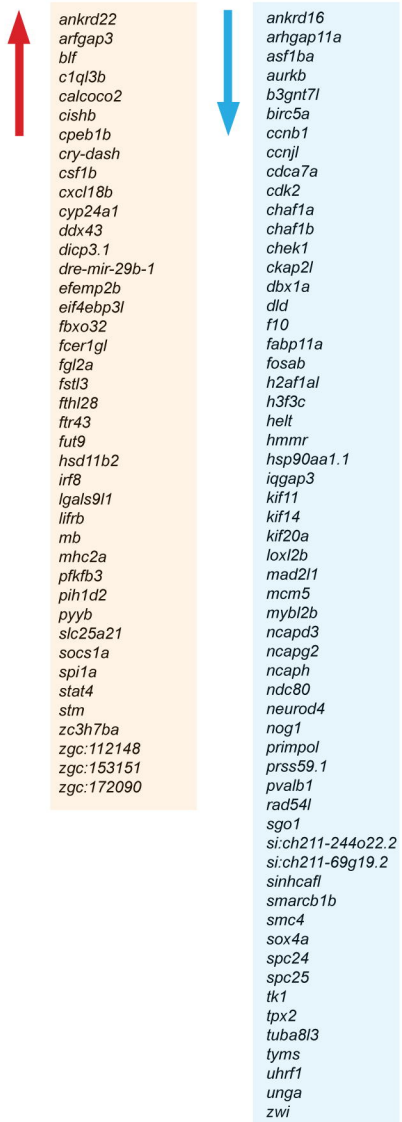 ankrd22
arfgap3
blf
c1ql3b
calcoco2
cishb
cpeb1b
cry-dash
csf1b
cxcl18b
cyp24a1
ddx43
dicp3.1
dre-mir-29b-1
efemp2b
eif4ebp3l
fbxo32
fcer1gl
fgl2a
fstl3
fthl28
ftr43
fut9
hsd11b2
irf8
lgals9l1
lifrb
mb
mhc2a
pfkfb3
pih1d2
pyyb
slc25a21
socs1a
spi1a
stat4
stm
zc3h7ba
zgc:112148
zgc:153151
zgc:172090
ankrd16
arhgap11a
asf1ba
aurkb
b3gnt7l
birc5a
ccnb1
ccnjl
cdca7a
cdk2
chaf1a
chaf1b
chek1
ckap2l
dbx1a
dld
f10
fabp11a
fosab
h2af1al
h3f3c
helt
hmmr
hsp90aa1.1
iqgap3
kif11
kif14
kif20a
loxl2b
mad2l1
mcm5
mybl2b
ncapd3
ncapg2
ncaph
ndc80
neurod4
nog1
primpol
prss59.1
pvalb1
rad54l
sgo1
si:ch211-244o22.2
si:ch211-69g19.2
sinhcafl
smarcb1b
smc4
sox4a
spc24
spc25
tk1
tpx2
tuba8l3
tyms
uhrf1
unga
zwi